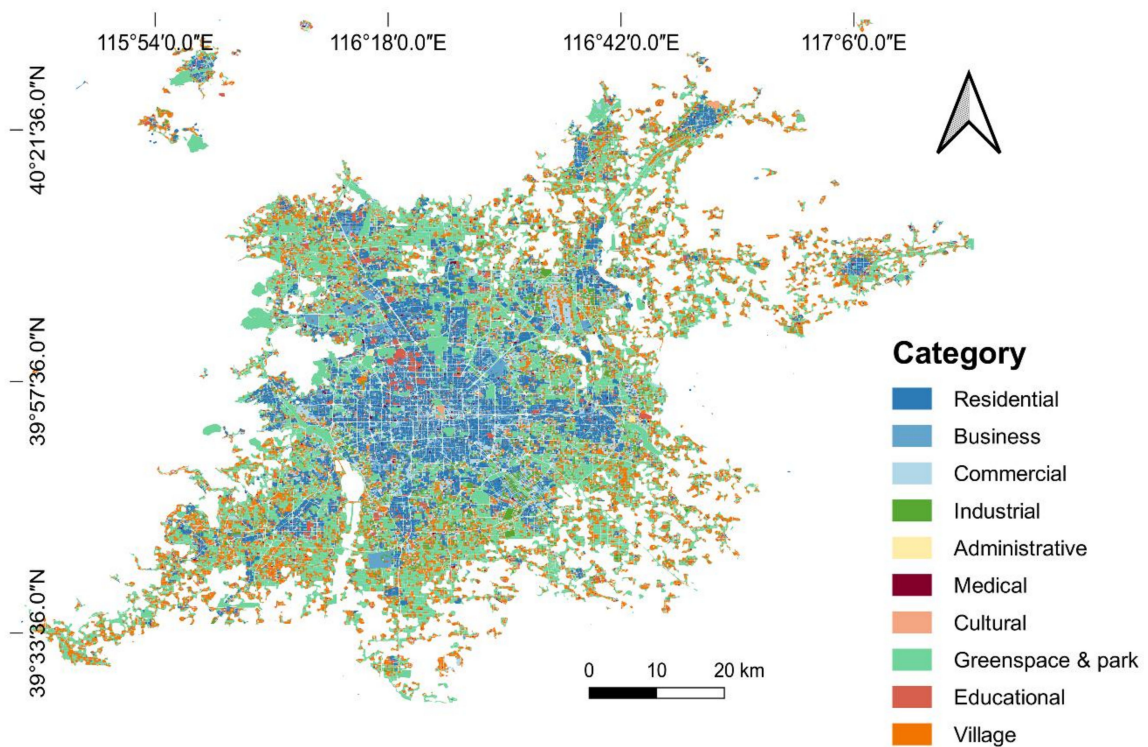 115°54′0.0″E 116°18′0.0″E 116°42′0.0″E 117°6′0.0″E
40°21′36.0″N
39°57′36.0″N
39°33′36.0″N
Category
Residential
Business
Commercial
Industrial
Administrative
Medical
Cultural
Greenspace & park
Educational
Village
0 10 20 km